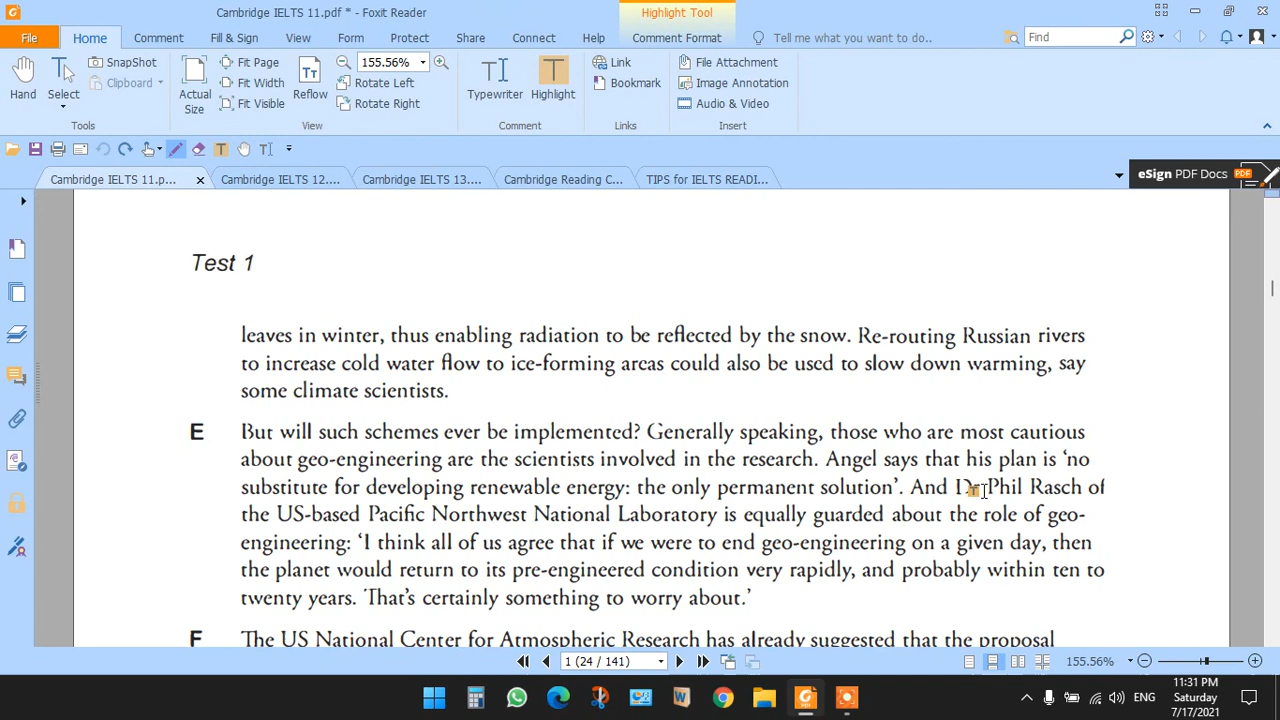 Cambridge IELTS 11.pdf * - Foxit Reader
Highlight Tool
File Home Comment Fill & Sign View Form Protect Share Connect Help Comment Format Tell me what you want to do... Find
Hand
Select
SnapShot
Clipboard
Tools
Actual Size
Fit Page
Fit Width
Fit Visible
Reflow
Rotate Left
Rotate Right
155.56%
View
Typewriter
Highlight
Comment
Link
Bookmark
Links
File Attachment
Image Annotation
Audio & Video
Insert
Cambridge IELTS 11.p... Cambridge IELTS 12.... Cambridge IELTS 13.... Cambridge Reading C... TIPS for IELTS READI... eSign PDF Docs PDF
Test 1
leaves in winter, thus enabling radiation to be reflected by the snow. Re-routing Russian rivers
to increase cold water flow to ice-forming areas could also be used to slow down warming, say
some climate scientists.
E But will such schemes ever be implemented? Generally speaking, those who are most cautious
about geo-engineering are the scientists involved in the research. Angel says that his plan is ‘no
substitute for developing renewable energy: the only permanent solution’. And Dr Phil Rasch of
the US-based Pacific Northwest National Laboratory is equally guarded about the role of geo-
engineering: ‘I think all of us agree that if we were to end geo-engineering on a given day, then
the planet would return to its pre-engineered condition very rapidly, and probably within ten to
twenty years. That’s certainly something to worry about.’
F The US National Center for Atmospheric Research has already suggested that the proposal
1 (24 / 141) 155.56%
11:31 PM
ENG Saturday
7/17/2021